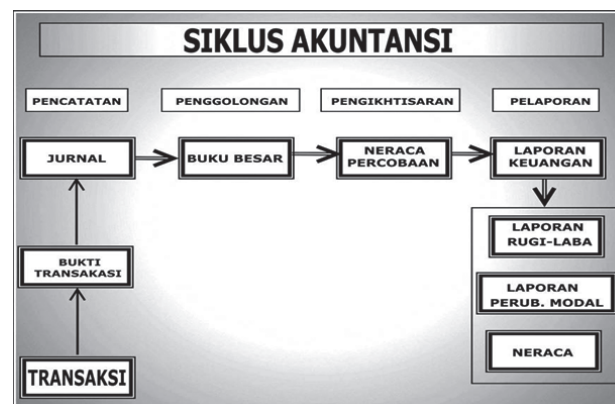 SIKLUS AKUNTANSI
PENCATATAN
PENGGOLONGAN
PENGIKHTISARAN
PELAPORAN
JURNAL
BUKU BESAR
NERACA
PERCOBAAN
LAPORAN
KEUANGAN
BUKTI
TRANSAKASI
TRANSAKSI
LAPORAN
RUGI-LABA
LAPORAN
PERUB. MODAL
NERACA